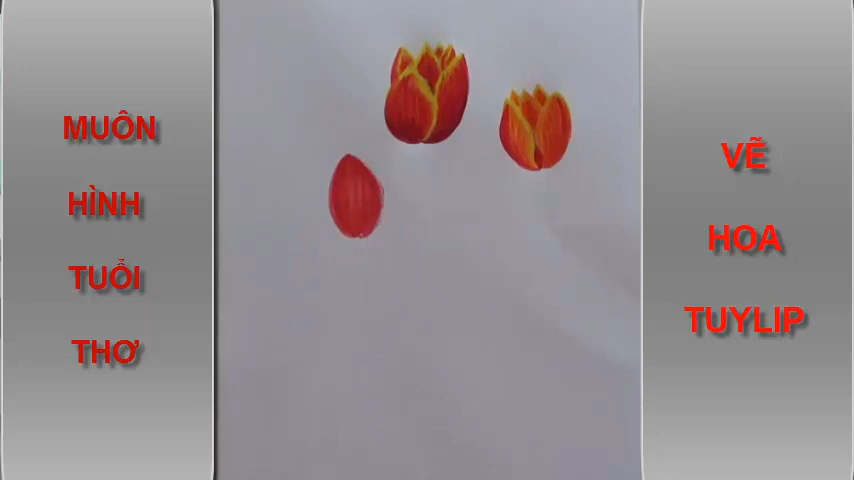 MUÔN
HÌNH
TUỔI
THƠ
VẼ
HOA
TUYLIP